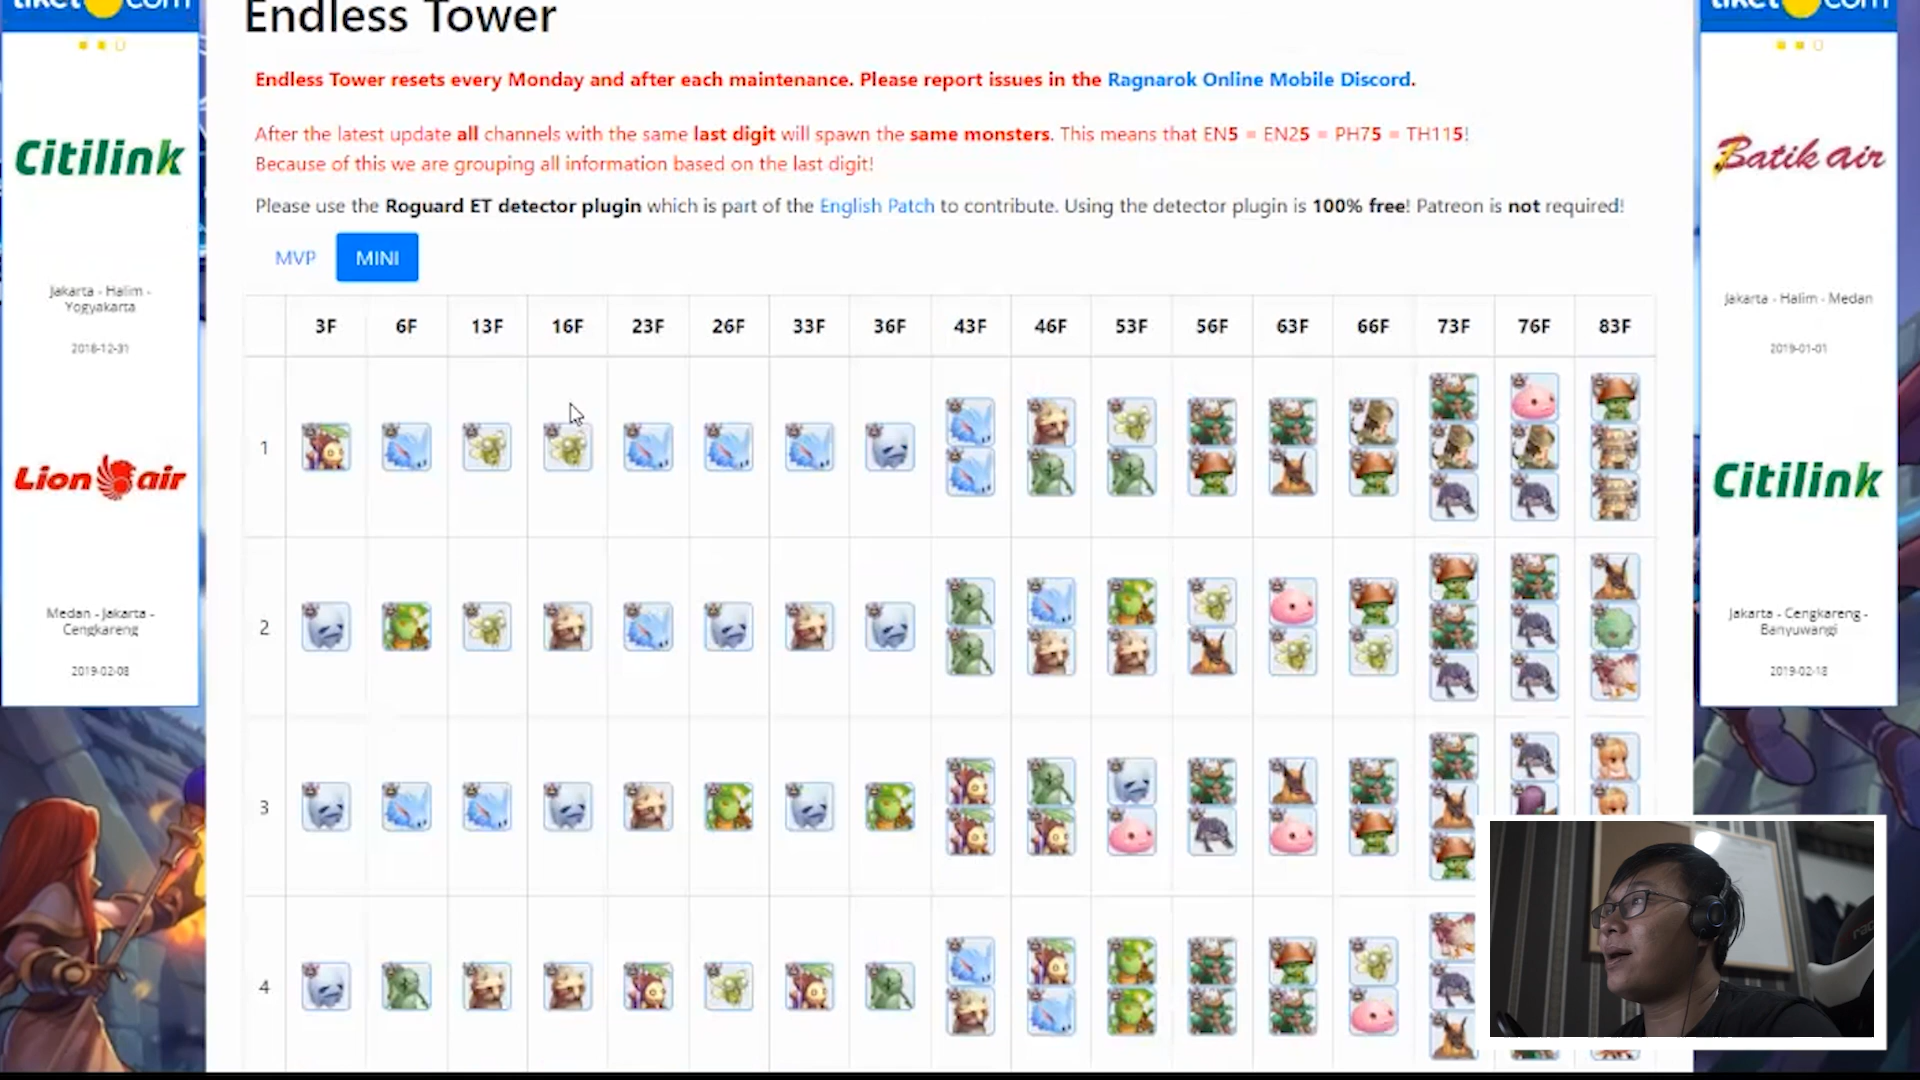 Endless Tower
Endless Tower resets every Monday and after each maintenance. Please report issues in the Ragnarok Online Mobile Discord.
After the latest update all channels with the same last digit will spawn the same monsters. This means that EN5 = EN25 = PH75 = TH115!
Because of this we are grouping all information based on the last digit!
Please use the Roguard ET detector plugin which is part of the English Patch to contribute. Using the detector plugin is 100% free! Patreon is not required!
MVP MINI
3F 6F 13F 16F 23F 26F 33F 36F 43F 46F 53F 56F 63F 66F 73F 76F 83F
1
2
3
4
Citilink
Jakarta - Halim -
Yogyakarta
2018-12-31
Lion air
Medan - Jakarta -
Cengkareng
2019-02-08
Batik air
Jakarta - Halim - Medan
2019-01-01
Citilink
Jakarta - Cengkareng -
Banyuwangi
2019-02-18